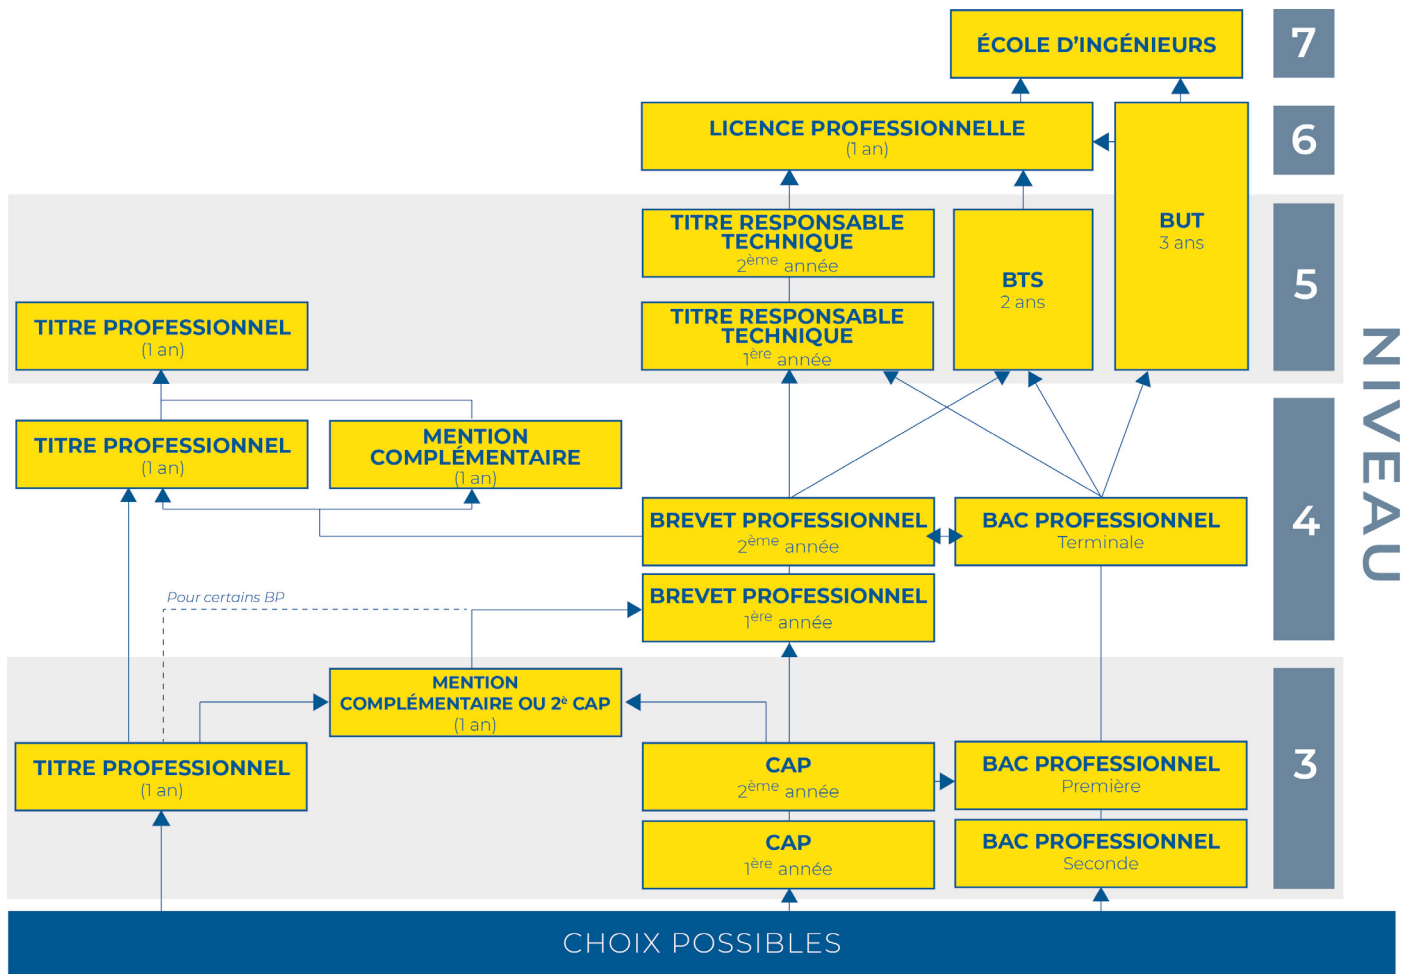 ÉCOLE D'INGÉNIEURS
7
LICENCE PROFESSIONNELLE
(1 an)
6
TITRE RESPONSABLE
TECHNIQUE
2ème année
BTS
2 ans
BUT
3 ans
5
TITRE PROFESSIONNEL
(1 an)
TITRE RESPONSABLE
TECHNIQUE
1ère année
NIVEAU
TITRE PROFESSIONNEL
(1 an)
MENTION
COMPLÉMENTAIRE
(1 an)
BREVET PROFESSIONNEL
2ème année
BAC PROFESSIONNEL
Terminale
4
Pour certains BP
BREVET PROFESSIONNEL
1ère année
MENTION
COMPLÉMENTAIRE OU 2è CAP
(1 an)
TITRE PROFESSIONNEL
(1 an)
CAP
2ème année
BAC PROFESSIONNEL
Première
3
CAP
1ère année
BAC PROFESSIONNEL
Seconde
CHOIX POSSIBLES